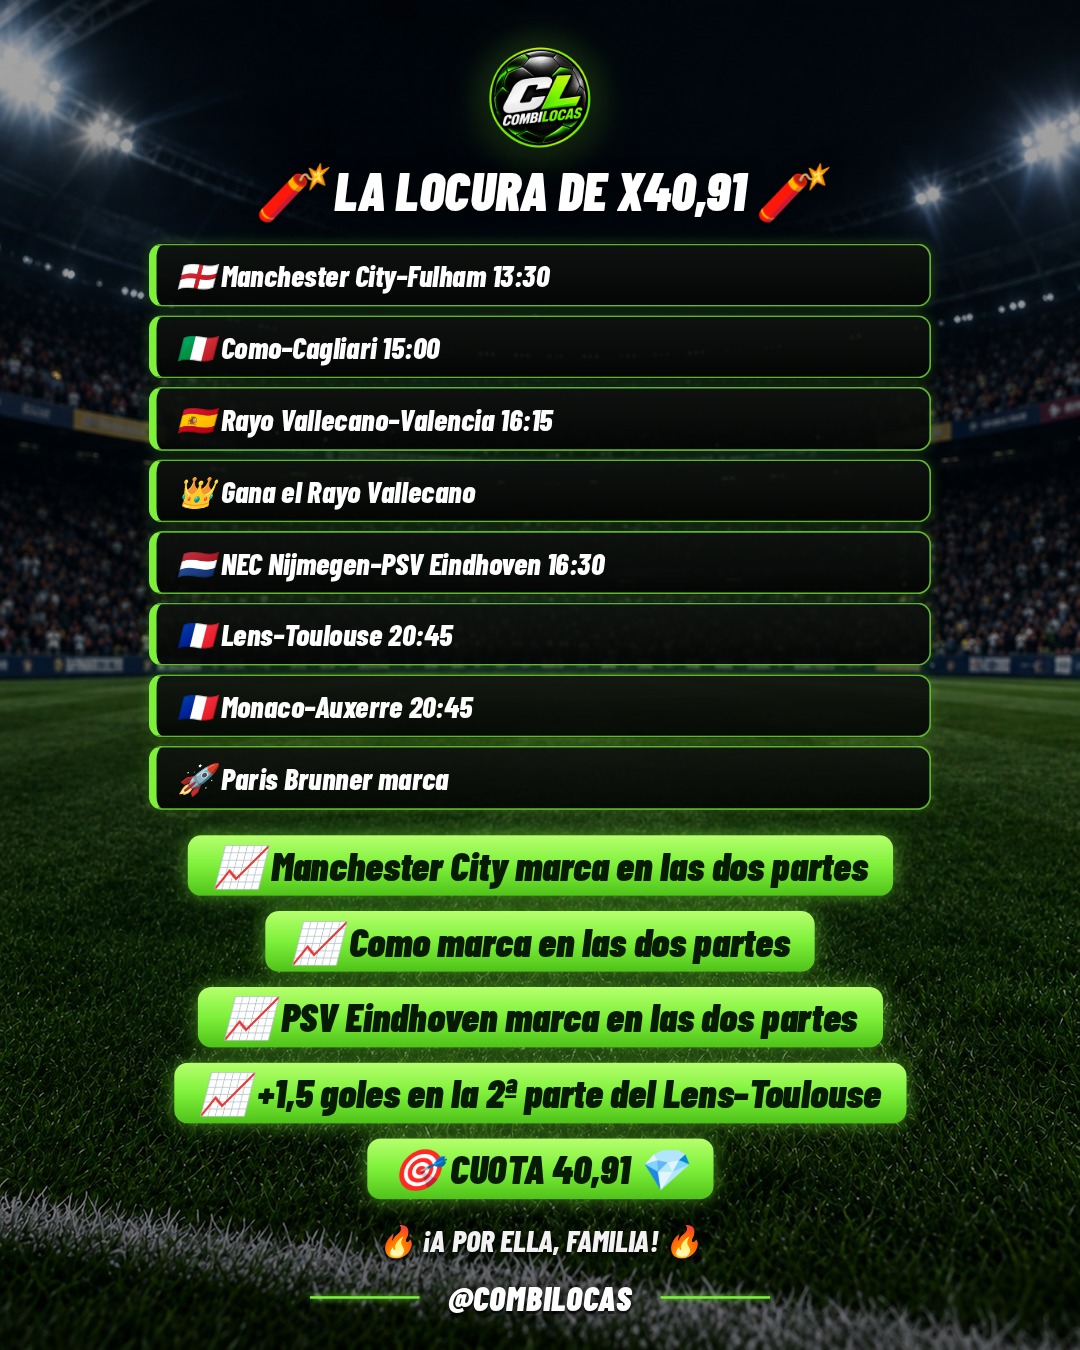 CL
COMBILOCAS
🧨 LA LOCURA DE X40,91 🧨
🏴󠁧󠁢󠁥󠁮󠁧󠁿 Manchester City-Fulham 13:30
🇮🇹 Como-Cagliari 15:00
🇪🇸 Rayo Vallecano-Valencia 16:15
👑 Gana el Rayo Vallecano
🇳🇱 NEC Nijmegen-PSV Eindhoven 16:30
🇫🇷 Lens-Toulouse 20:45
🇫🇷 Monaco-Auxerre 20:45
🚀 Paris Brunner marca
📈 Manchester City marca en las dos partes
📈 Como marca en las dos partes
📈 PSV Eindhoven marca en las dos partes
📈 +1,5 goles en la 2ª parte del Lens-Toulouse
🎯 CUOTA 40,91 💎
🔥 ¡A POR ELLA, FAMILIA! 🔥
@COMBILOCAS